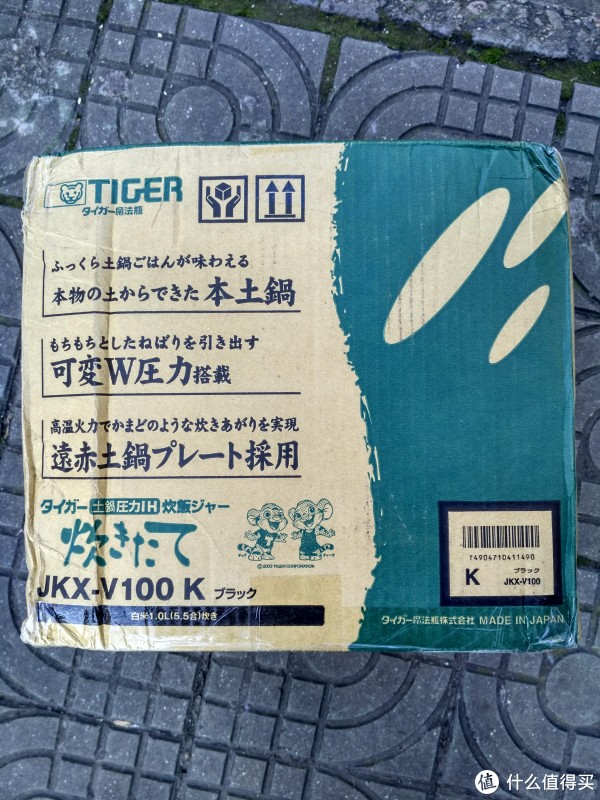 TIGER
タイガー魔法瓶
ふっくら土鍋ごはんが味わえる
本物の土からできた 本土鍋
もちもちとしたねばりを引き出す
可変W圧力搭載
高温火力でかまどのような炊きあがりを実現
遠赤土鍋プレート採用
タイガー 土鍋圧力IH 炊飯ジャー
炊きたて
©2002 TIGER CORPORATION
JKX-V100 K ブラック
白米1.0L(5.5合)炊き
T4904710411490
K ブラック
JKX-V100
タイガー魔法瓶株式会社 MADE IN JAPAN
值 什么值得买